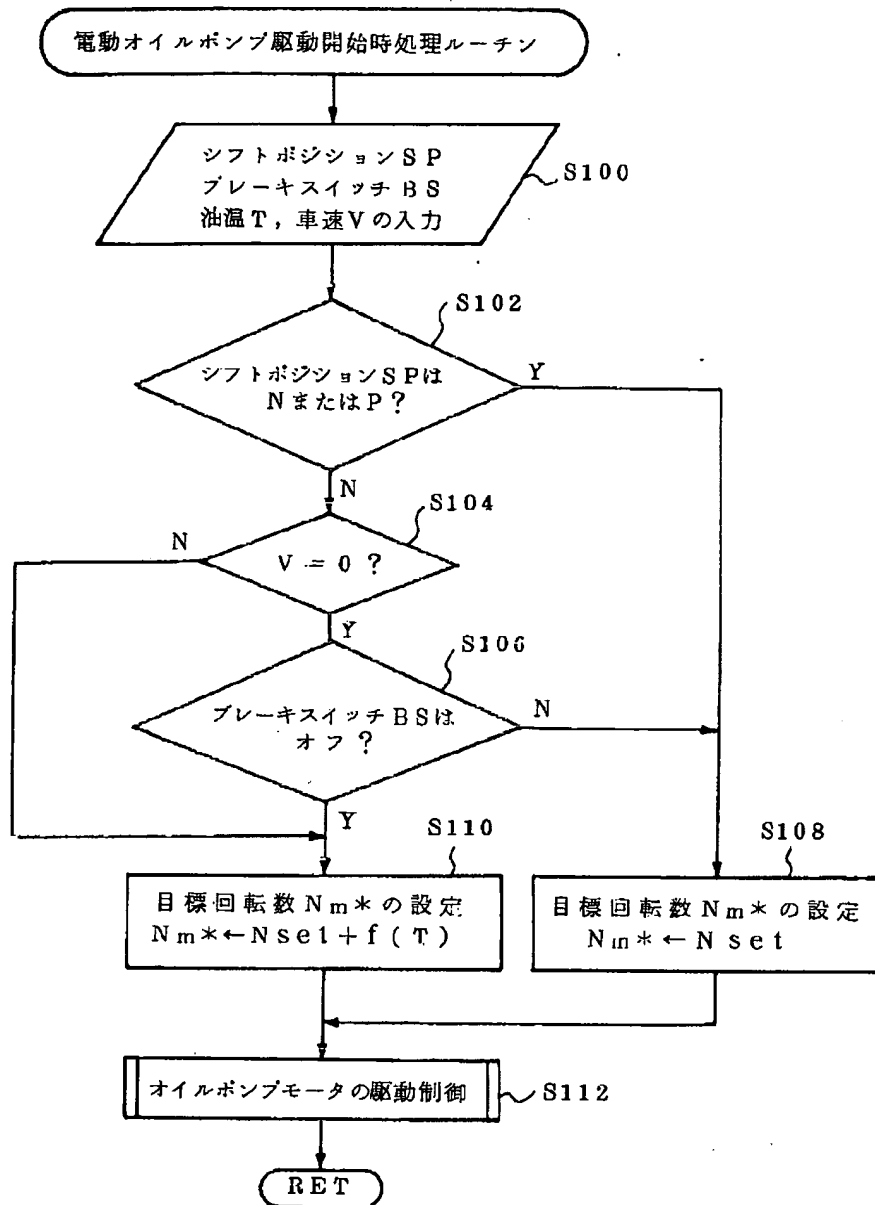 電動オイルポンプ駆動開始時処理ルーチン
シフトポジションSP
ブレーキスイッチBS
油温T,車速Vの入力
S100
S102
シフトポジションSPは
NまたはP?
Y
N
S104
N
V=0?
Y
S106
ブレーキスイッチBSは
オフ?
N
Y
S110
目標回転数Nm*の設定
Nm*←Nset+f(T)
S108
目標回転数Nm*の設定
Nm*←Nset
オイルポンプモータの駆動制御
S112
RET